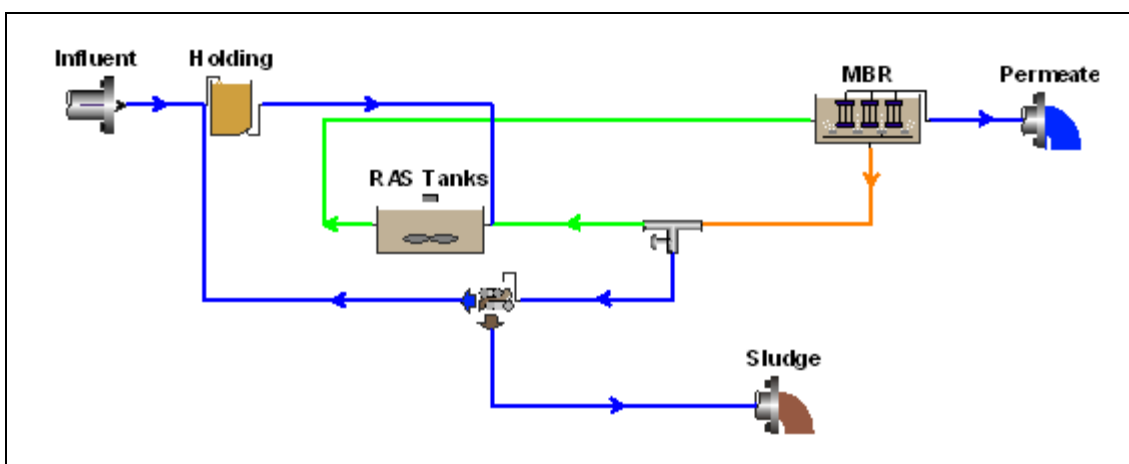 Influent
Holding
MBR
Permeate
RAS Tanks
Sludge